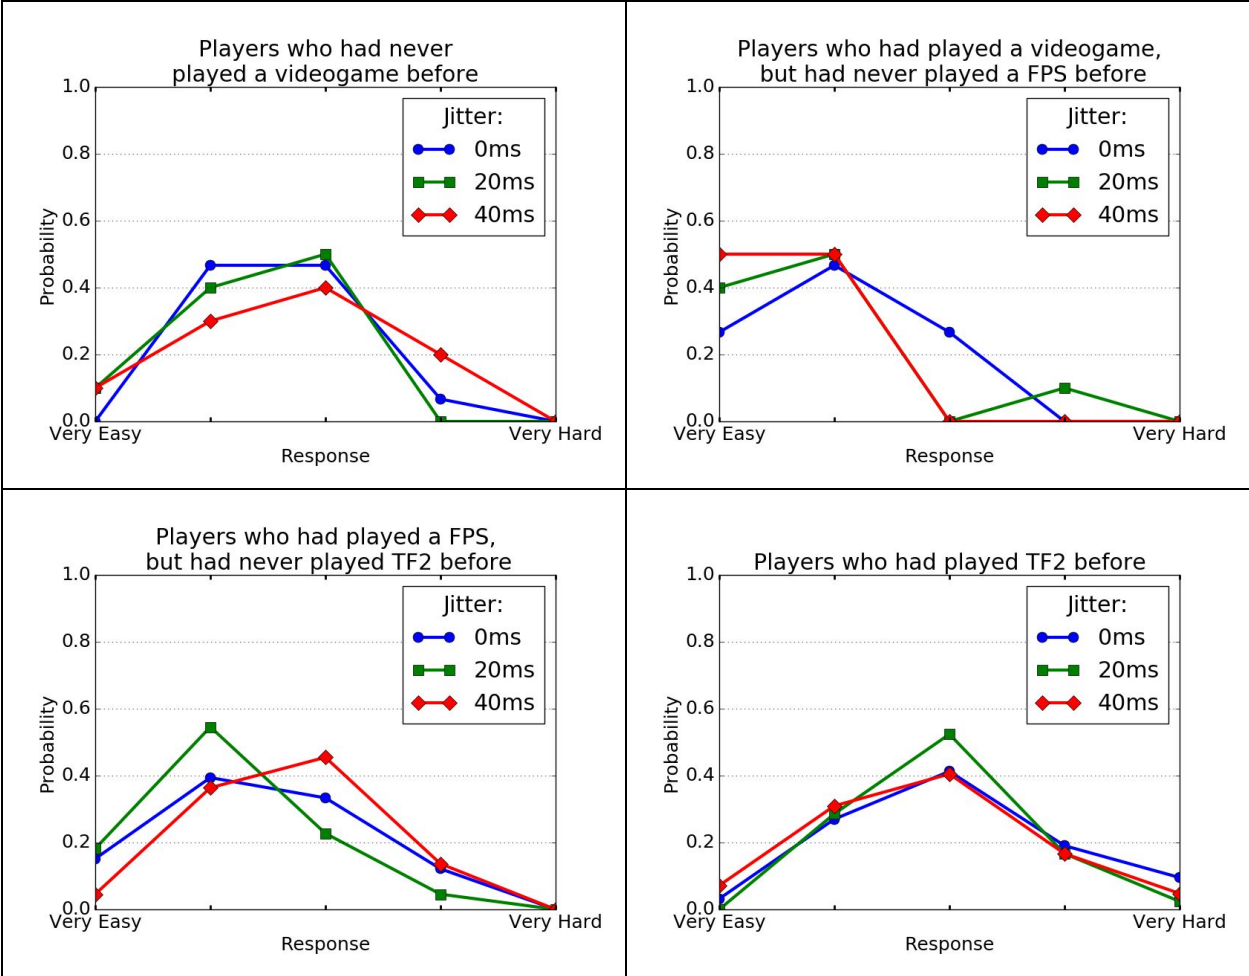 Players who had never
played a videogame before
1.0
0.8
0.6
0.4
0.2
0.0
Probability
Jitter:
0ms
20ms
40ms
Very Easy
Very Hard
Response
Players who had played a videogame,
but had never played a FPS before
1.0
0.8
0.6
0.4
0.2
0.0
Probability
Jitter:
0ms
20ms
40ms
Very Easy
Very Hard
Response
Players who had played a FPS,
but had never played TF2 before
1.0
0.8
0.6
0.4
0.2
0.0
Probability
Jitter:
0ms
20ms
40ms
Very Easy
Very Hard
Response
Players who had played TF2 before
1.0
0.8
0.6
0.4
0.2
0.0
Probability
Jitter:
0ms
20ms
40ms
Very Easy
Very Hard
Response